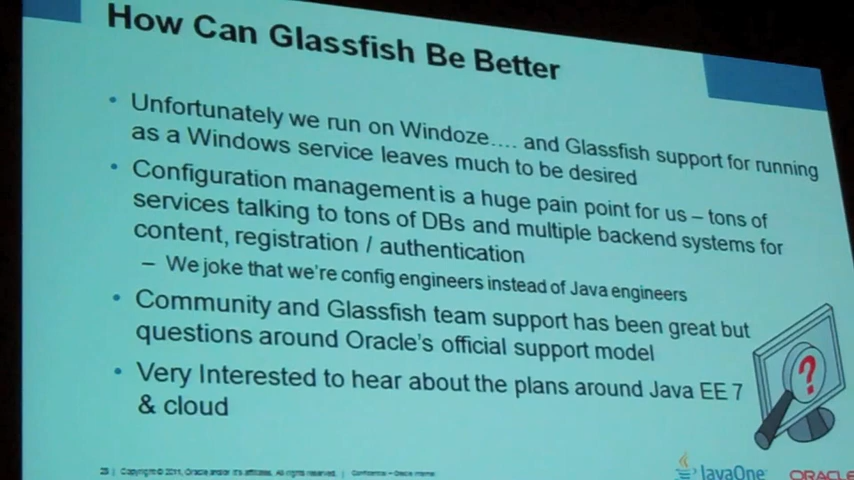 How Can Glassfish Be Better
• Unfortunately we run on Windoze.... and Glassfish support for running
as a Windows service leaves much to be desired
• Configuration management is a huge pain point for us – tons of
services talking to tons of DBs and multiple backend systems for
content, registration / authentication
– We joke that we're config engineers instead of Java engineers
• Community and Glassfish team support has been great but
questions around Oracle's official support model
• Very Interested to hear about the plans around Java EE 7
& cloud
?
Copyright © 2011, Oracle and/or it's affiliates. All rights reserved. | Confidential – Oracle Internal
JavaOne
ORACLE